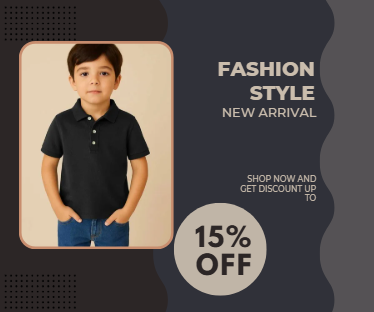 FASHION
STYLE
NEW ARRIVAL
SHOP NOW AND
GET DISCOUNT UP
TO
15%
OFF